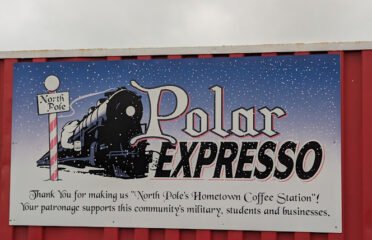 North
Pole
Polar
EXPRESSO
Thank You for making us "North Pole's Hometown Coffee Station"!
Your patronage supports this community's military, students and businesses.